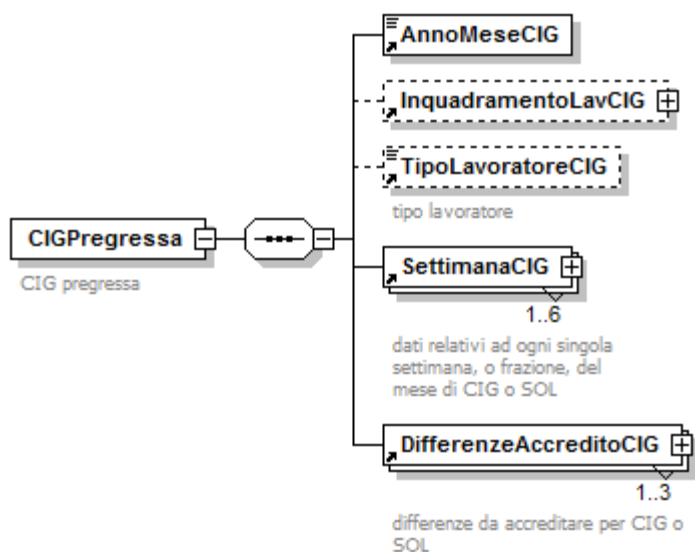 AnnoMeseCIG
InquadramentoLavCIG
TipoLavoratoreCIG
tipo lavoratore
CIGPregressa
CIG pregressa
SettimanaCIG
1..6
dati relativi ad ogni singola
settimana, o frazione, del
mese di CIG o SOL
DifferenzeAccreditoCIG
1..3
differenze da accreditare per CIG o
SOL